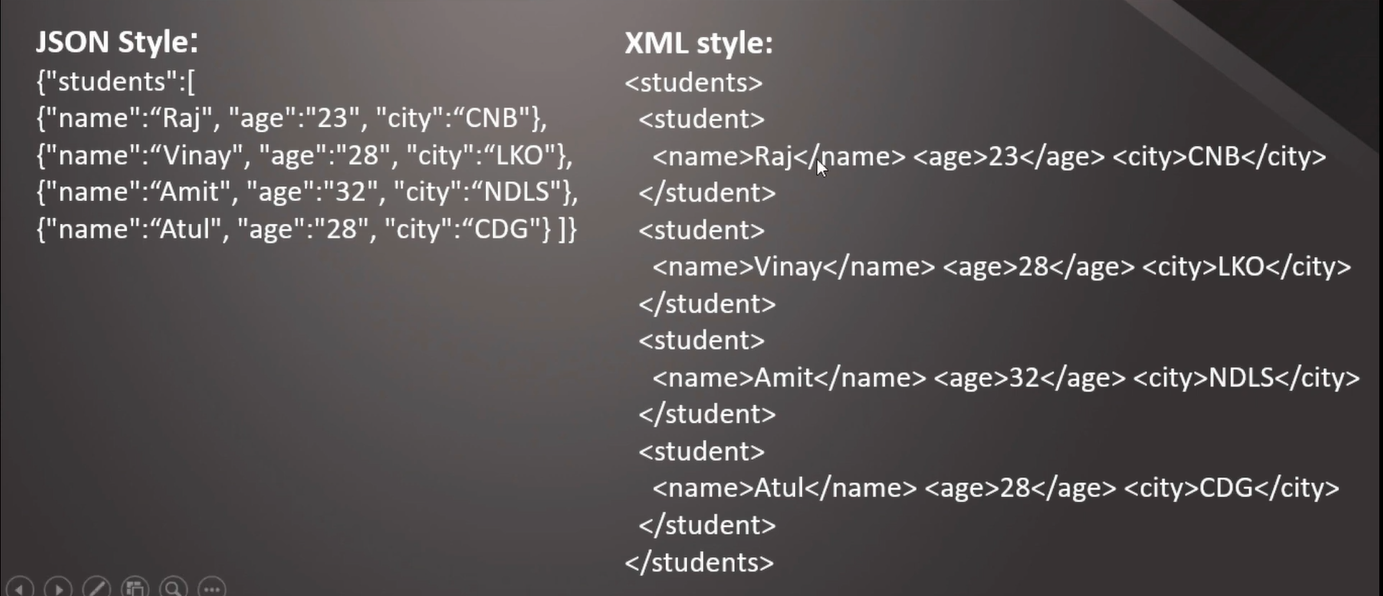 JSON Style:
{"students":[
{"name":“Raj", "age":"23", "city":“CNB"},
{"name":“Vinay", "age":"28", "city":“LKO"},
{"name":“Amit", "age":"32", "city":“NDLS"},
{"name":“Atul", "age":"28", "city":“CDG"} ]}
XML style:
<students>
<student>
<name>Raj</name> <age>23</age> <city>CNB</city>
</student>
<student>
<name>Vinay</name> <age>28</age> <city>LKO</city>
</student>
<student>
<name>Amit</name> <age>32</age> <city>NDLS</city>
</student>
<student>
<name>Atul</name> <age>28</age> <city>CDG</city>
</student>
</students>